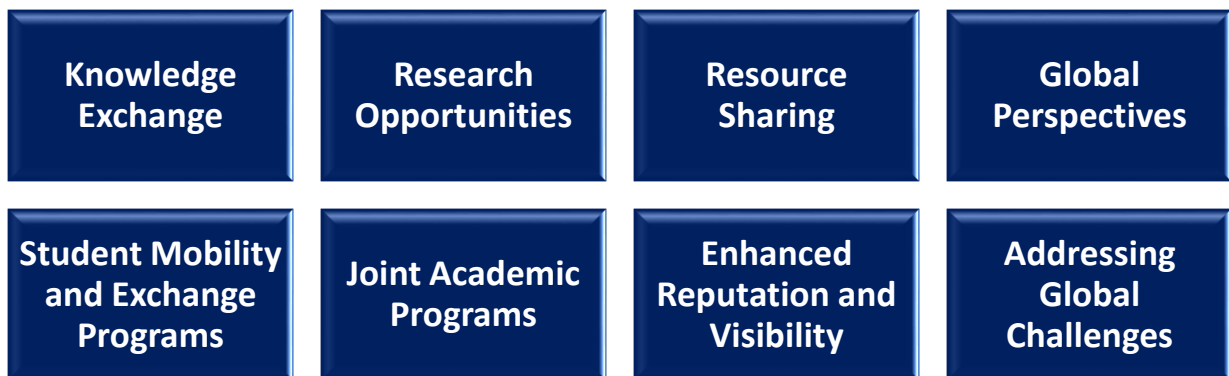 Knowledge
Exchange
Research
Opportunities
Resource
Sharing
Global
Perspectives
Student Mobility
and Exchange
Programs
Joint Academic
Programs
Enhanced
Reputation and
Visibility
Addressing
Global
Challenges